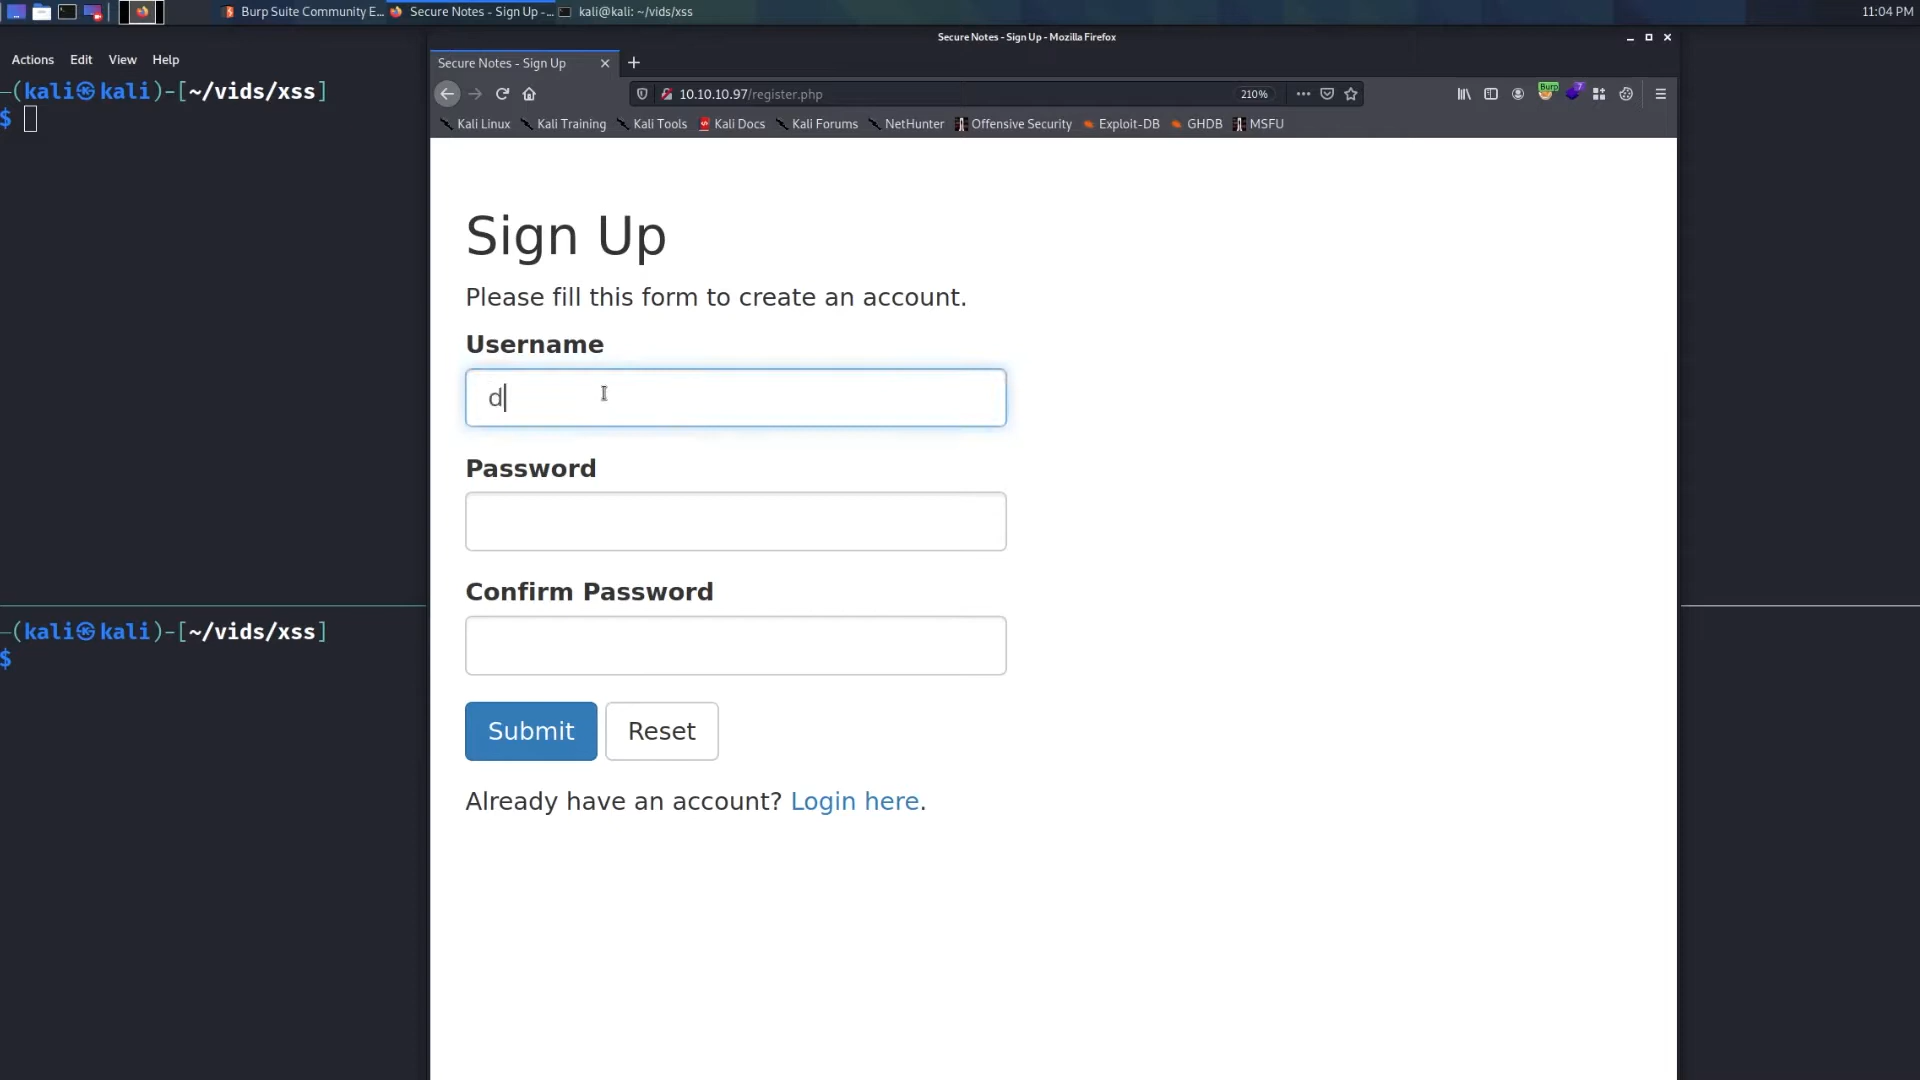 Burp Suite Community E... Secure Notes - Sign Up -... kali@kali: ~/vids/xss 11:04 PM
Secure Notes - Sign Up - Mozilla Firefox
Actions Edit View Help
Secure Notes - Sign Up
(kali㉿kali)-[~/vids/xss]
$
10.10.10.97/register.php 210% Burp 7
Kali Linux Kali Training Kali Tools Kali Docs Kali Forums NetHunter Offensive Security Exploit-DB GHDB MSFU
Sign Up
Please fill this form to create an account.
Username
d
Password
Confirm Password
(kali㉿kali)-[~/vids/xss]
$
Submit Reset
Already have an account? Login here.